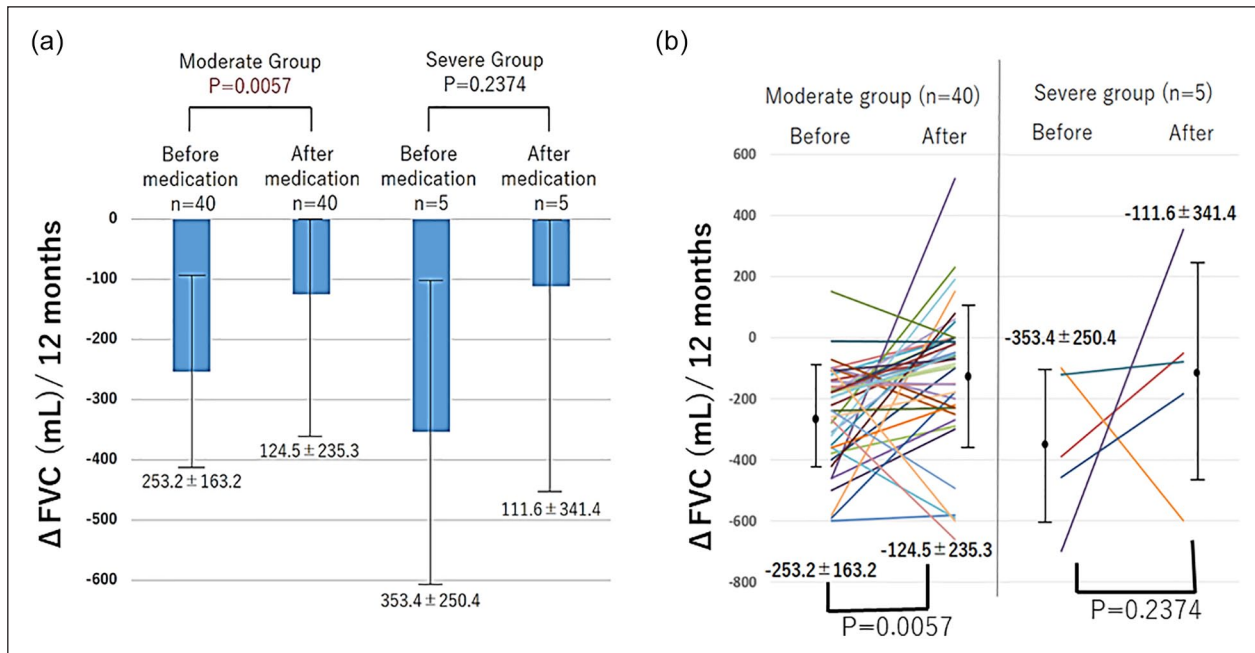 (a)
Moderate Group
P=0.0057
Severe Group
P=0.2374
Before
medication
n=40
After
medication
n=40
Before
medication
n=5
After
medication
n=5
ΔFVC (mL) / 12 months
0
-100
-200
-300
-400
-500
-600
253.2±163.2
124.5±235.3
353.4±250.4
111.6±341.4
(b)
Moderate group (n=40)
Severe group (n=5)
Before
After
Before
After
ΔFVC (mL) / 12 months
600
400
200
0
-200
-400
-600
-800
-111.6±341.4
-353.4±250.4
-124.5±235.3
-253.2±163.2
P=0.0057
P=0.2374